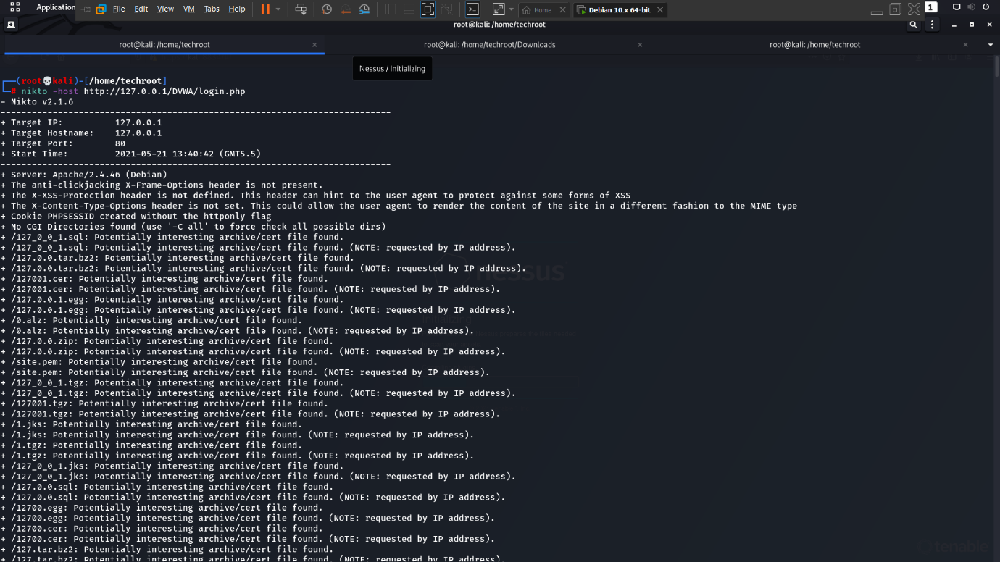 Application File Edit View VM Tabs Help Home Debian 10.x 64-bit 1
root@kali: /home/techroot
root@kali: /home/techroot root@kali: /home/techroot/Downloads root@kali: /home/techroot
Nessus / Initializing
(root💀kali)-[/home/techroot]
# nikto -host http://127.0.0.1/DVWA/login.php
- Nikto v2.1.6
---------------------------------------------------------------------------
+ Target IP: 127.0.0.1
+ Target Hostname: 127.0.0.1
+ Target Port: 80
+ Start Time: 2021-05-21 13:40:42 (GMT5.5)
---------------------------------------------------------------------------
+ Server: Apache/2.4.46 (Debian)
+ The anti-clickjacking X-Frame-Options header is not present.
+ The X-XSS-Protection header is not defined. This header can hint to the user agent to protect against some forms of XSS
+ The X-Content-Type-Options header is not set. This could allow the user agent to render the content of the site in a different fashion to the MIME type
+ Cookie PHPSESSID created without the httponly flag
+ No CGI Directories found (use '-C all' to force check all possible dirs)
+ /127_0_0_1.sql: Potentially interesting archive/cert file found.
+ /127_0_0_1.sql: Potentially interesting archive/cert file found. (NOTE: requested by IP address).
+ /127.0.0.tar.bz2: Potentially interesting archive/cert file found.
+ /127.0.0.tar.bz2: Potentially interesting archive/cert file found. (NOTE: requested by IP address).
+ /127001.cer: Potentially interesting archive/cert file found.
+ /127001.cer: Potentially interesting archive/cert file found. (NOTE: requested by IP address).
+ /127.0.0.1.egg: Potentially interesting archive/cert file found.
+ /127.0.0.1.egg: Potentially interesting archive/cert file found. (NOTE: requested by IP address).
+ /0.alz: Potentially interesting archive/cert file found.
+ /0.alz: Potentially interesting archive/cert file found. (NOTE: requested by IP address).
+ /127.0.0.zip: Potentially interesting archive/cert file found.
+ /127.0.0.zip: Potentially interesting archive/cert file found. (NOTE: requested by IP address).
+ /site.pem: Potentially interesting archive/cert file found.
+ /site.pem: Potentially interesting archive/cert file found. (NOTE: requested by IP address).
+ /127_0_0_1.tgz: Potentially interesting archive/cert file found.
+ /127_0_0_1.tgz: Potentially interesting archive/cert file found. (NOTE: requested by IP address).
+ /127001.tgz: Potentially interesting archive/cert file found.
+ /127001.tgz: Potentially interesting archive/cert file found. (NOTE: requested by IP address).
+ /1.jks: Potentially interesting archive/cert file found.
+ /1.jks: Potentially interesting archive/cert file found. (NOTE: requested by IP address).
+ /1.tgz: Potentially interesting archive/cert file found.
+ /1.tgz: Potentially interesting archive/cert file found. (NOTE: requested by IP address).
+ /127_0_0_1.jks: Potentially interesting archive/cert file found.
+ /127_0_0_1.jks: Potentially interesting archive/cert file found. (NOTE: requested by IP address).
+ /127.0.0.sql: Potentially interesting archive/cert file found.
+ /127.0.0.sql: Potentially interesting archive/cert file found. (NOTE: requested by IP address).
+ /12700.egg: Potentially interesting archive/cert file found.
+ /12700.egg: Potentially interesting archive/cert file found. (NOTE: requested by IP address).
+ /12700.cer: Potentially interesting archive/cert file found.
+ /12700.cer: Potentially interesting archive/cert file found. (NOTE: requested by IP address).
+ /127.tar.bz2: Potentially interesting archive/cert file found.
+ /127.tar.bz2: Potentially interesting archive/cert file found. (NOTE: requested by IP address).
nessus
Initializing
tenable